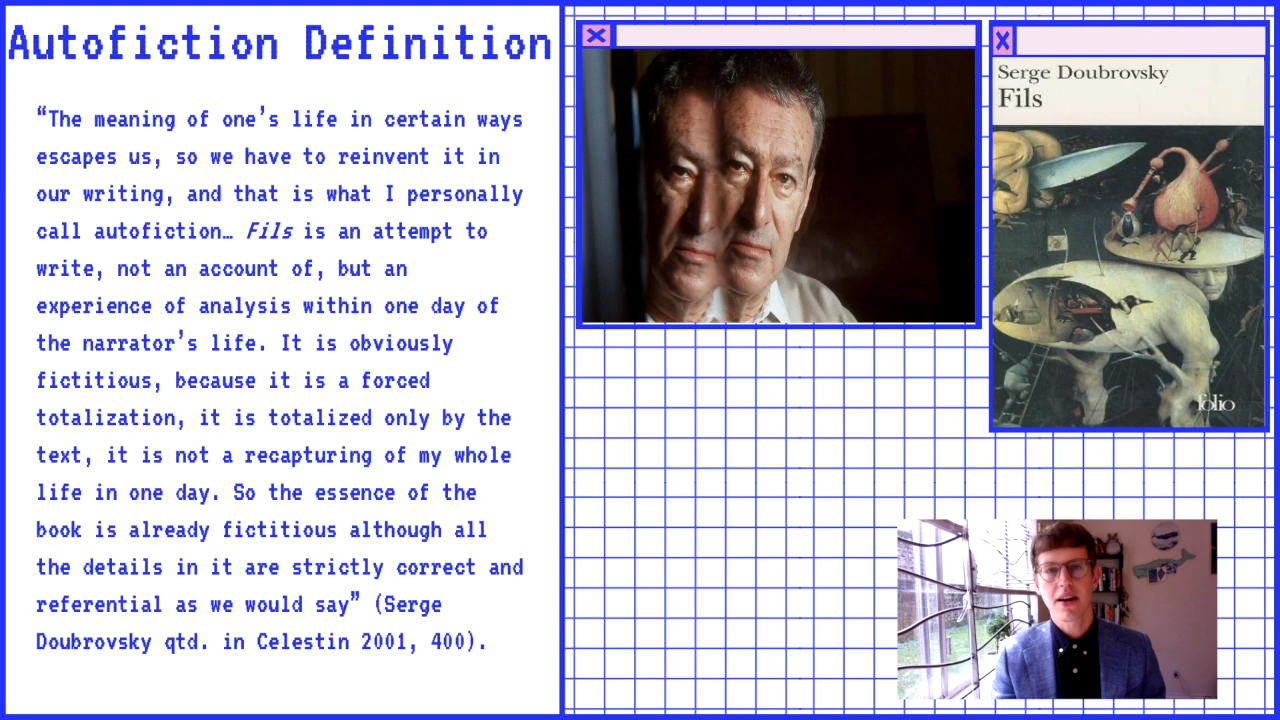 Autofiction Definition
“The meaning of one’s life in certain ways
escapes us, so we have to reinvent it in
our writing, and that is what I personally
call autofiction… Fils is an attempt to
write, not an account of, but an
experience of analysis within one day of
the narrator’s life. It is obviously
fictitious, because it is a forced
totalization, it is totalized only by the
text, it is not a recapturing of my whole
life in one day. So the essence of the
book is already fictitious although all
the details in it are strictly correct and
referential as we would say” (Serge
Doubrovsky qtd. in Celestin 2001, 400).
Serge Doubrovsky
Fils
folio